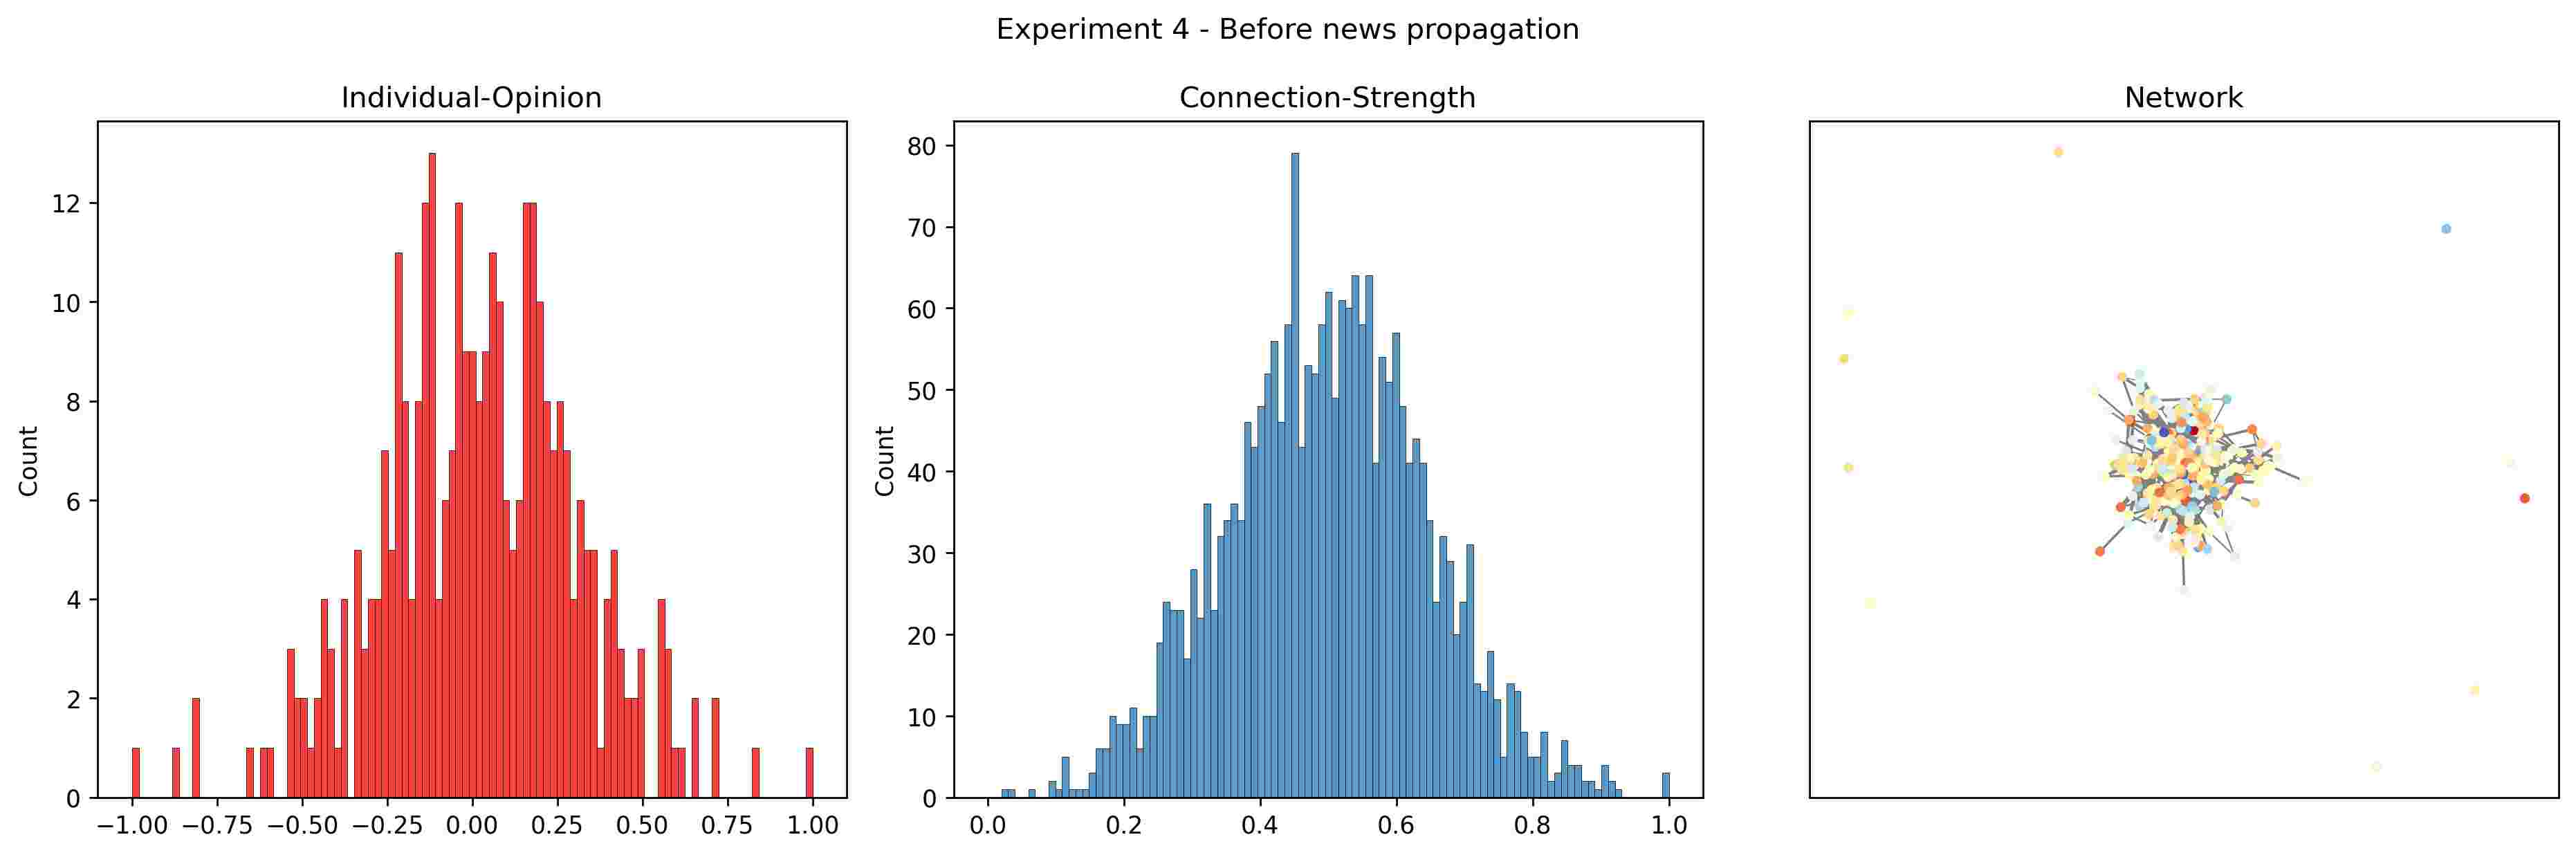 Experiment 4 - Before news propagation
Individual-Opinion
Count
12
10
8
6
4
2
0
−1.00 −0.75 −0.50 −0.25 0.00 0.25 0.50 0.75 1.00
Connection-Strength
Count
80
70
60
50
40
30
20
10
0
0.0 0.2 0.4 0.6 0.8 1.0
Network